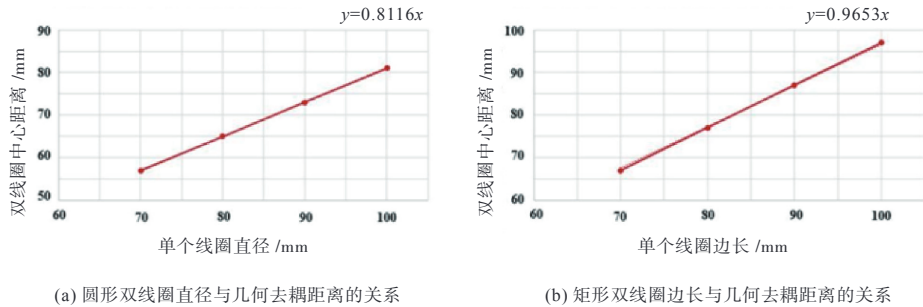 y=0.8116x
90
80
70
60
50
双线圈中心距离 /mm
60 70 80 90 100
单个线圈直径 /mm
(a) 圆形双线圈直径与几何去耦距离的关系
y=0.9653x
100
90
80
70
60
双线圈中心距离 /mm
60 70 80 90 100
单个线圈边长 /mm
(b) 矩形双线圈边长与几何去耦距离的关系